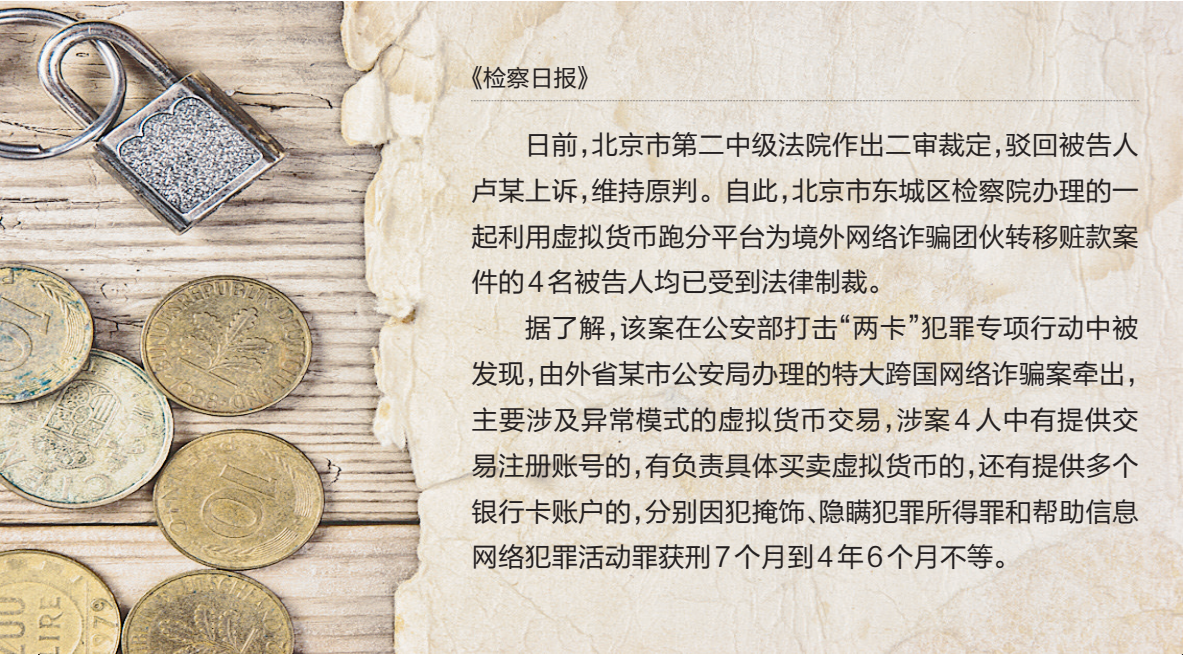 《检察日报》
日前，北京市第二中级法院作出二审裁定，驳回被告人
卢某上诉，维持原判。自此，北京市东城区检察院办理的一
起利用虚拟货币跑分平台为境外网络诈骗团伙转移赃款案
件的4名被告人均已受到法律制裁。
据了解，该案在公安部打击“两卡”犯罪专项行动中被
发现，由外省某市公安局办理的特大跨国网络诈骗案牵出，
主要涉及异常模式的虚拟货币交易，涉案4人中有提供交
易注册账号的，有负责具体买卖虚拟货币的，还有提供多个
银行卡账户的，分别因犯掩饰、隐瞒犯罪所得罪和帮助信息
网络犯罪活动罪获刑7个月到4年6个月不等。
10
LIRE
1979